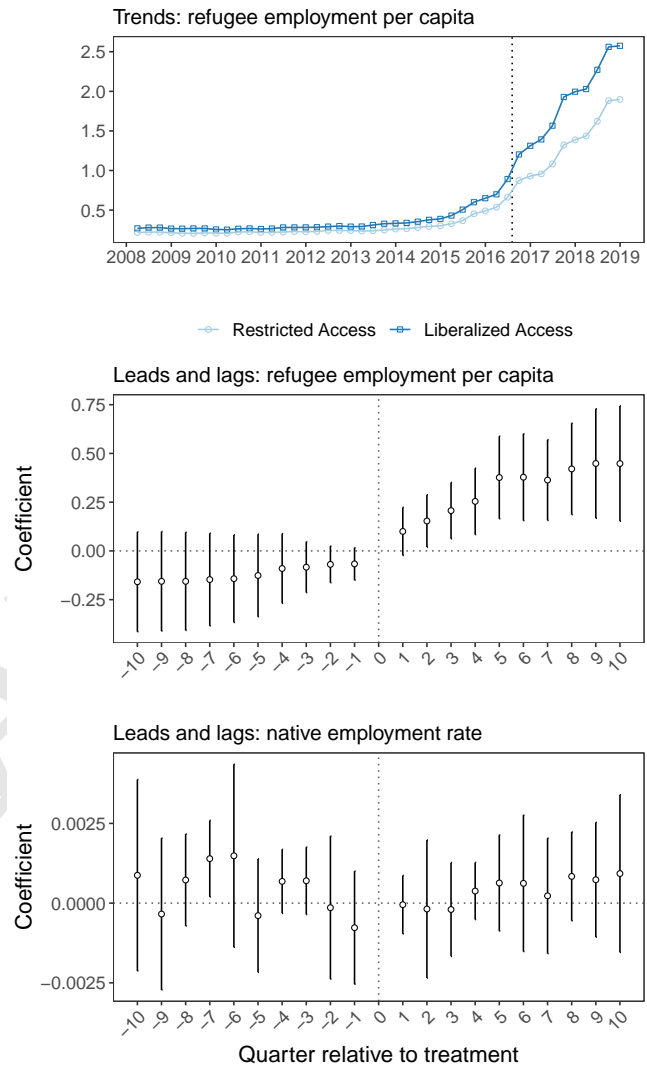 Trends: refugee employment per capita
2.5
2.0
1.5
1.0
0.5
2008 2009 2010 2011 2012 2013 2014 2015 2016 2017 2018 2019
Restricted Access Liberalized Access
Leads and lags: refugee employment per capita
0.75
0.50
0.25
0.00
−0.25
Coefficient
−10 −9 −8 −7 −6 −5 −4 −3 −2 −1 0 1 2 3 4 5 6 7 8 9 10
Leads and lags: native employment rate
0.0025
0.0000
−0.0025
Coefficient
−10 −9 −8 −7 −6 −5 −4 −3 −2 −1 0 1 2 3 4 5 6 7 8 9 10
Quarter relative to treatment